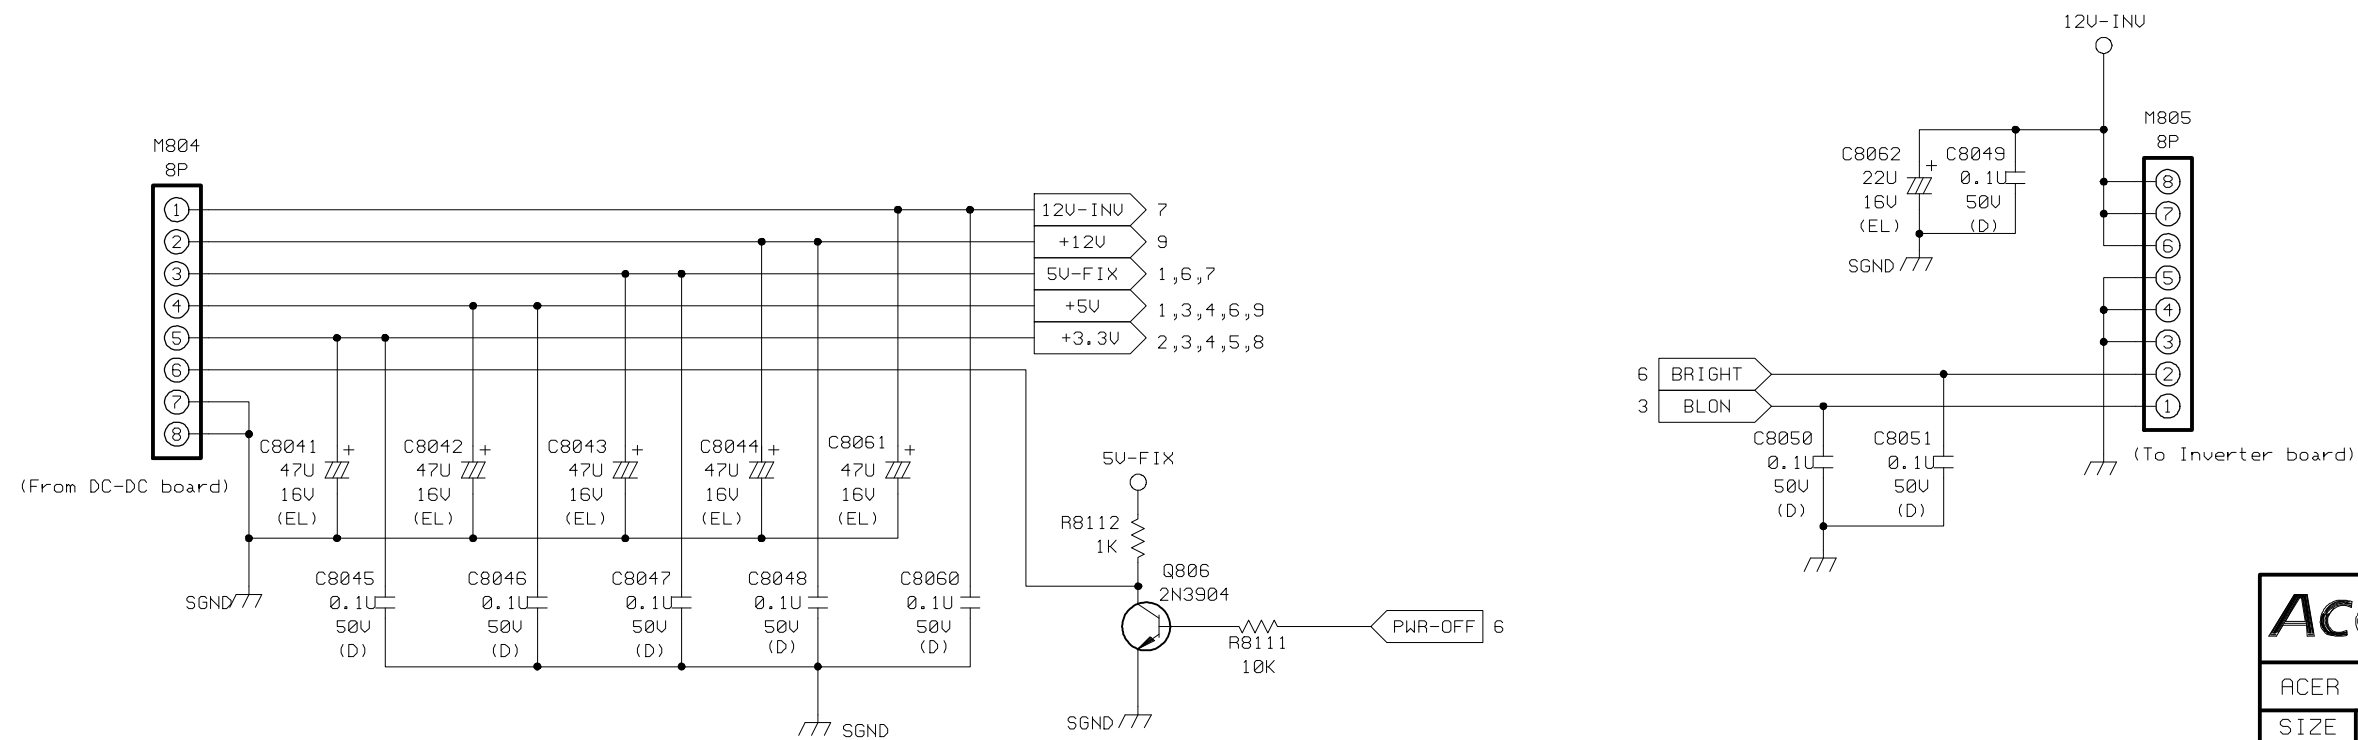 12V-INV
M804
8P
1
2
3
4
5
6
7
8
(From DC-DC board)
12V-INV 7
+12V 9
5V-FIX 1,6,7
+5V 1,3,4,6,9
+3.3V 2,3,4,5,8
C8041
47U
16V
(EL)
+
C8042
47U
16V
(EL)
+
C8043
47U
16V
(EL)
+
C8044
47U
16V
(EL)
+
C8061
47U
16V
(EL)
+
SGND
C8045
0.1U
50V
(D)
C8046
0.1U
50V
(D)
C8047
0.1U
50V
(D)
C8048
0.1U
50V
(D)
C8060
0.1U
50V
(D)
SGND
5V-FIX
R8112
1K
Q806
2N3904
R8111
10K
PWR-OFF 6
SGND
M805
8P
8
7
6
5
4
3
2
1
(To Inverter board)
C8062
22U
16V
(EL)
+
C8049
0.1U
50V
(D)
SGND
6 BRIGHT
3 BLON
C8050
0.1U
50V
(D)
C8051
0.1U
50V
(D)
ACER
SIZE